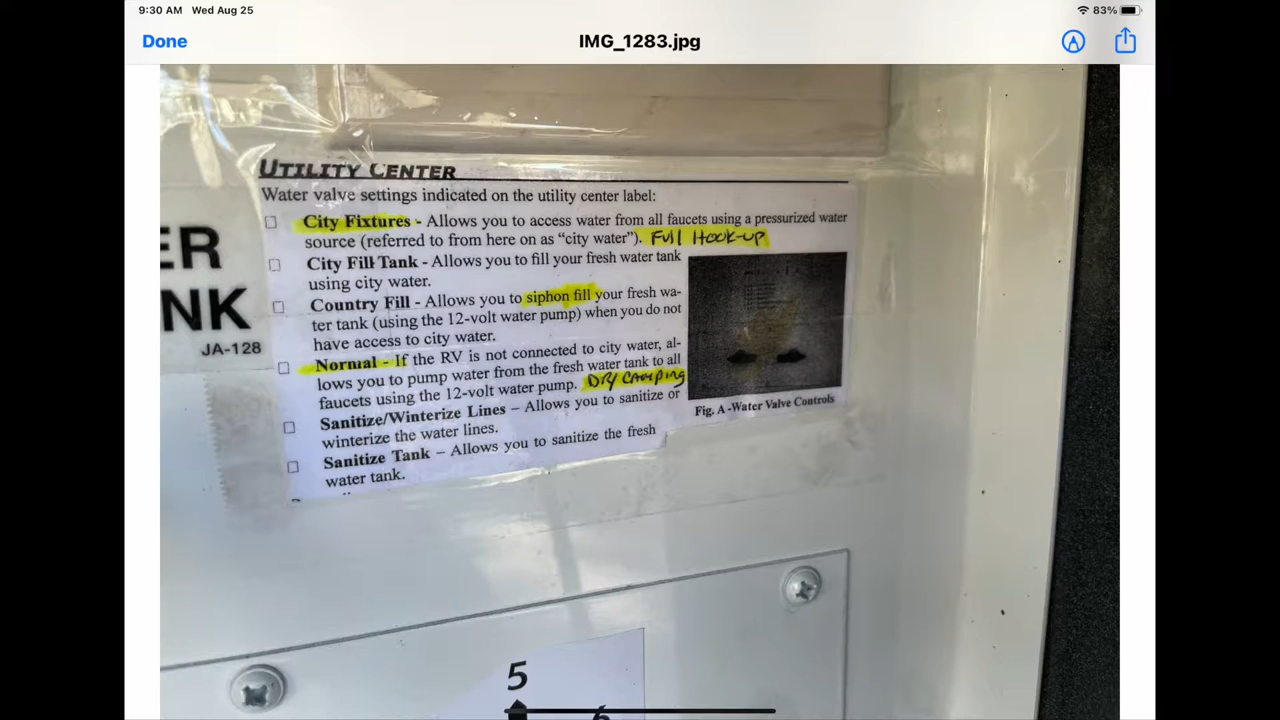 9:30 AM Wed Aug 25
83%
Done
IMG_1283.jpg
UTILITY CENTER
Water valve settings indicated on the utility center label:
City Fixtures - Allows you to access water from all faucets using a pressurized water
source (referred to from here on as “city water”). Full Hook-up
City Fill Tank - Allows you to fill your fresh water tank
using city water.
Country Fill - Allows you to siphon fill your fresh wa-
ter tank (using the 12-volt water pump) when you do not
have access to city water.
Normal - If the RV is not connected to city water, al-
lows you to pump water from the fresh water tank to all
faucets using the 12-volt water pump. Dry camping
Sanitize/Winterize Lines – Allows you to sanitize or
winterize the water lines.
Sanitize Tank – Allows you to sanitize the fresh
water tank.
Fig. A -Water Valve Controls
ER
NK
JA-128
5
6